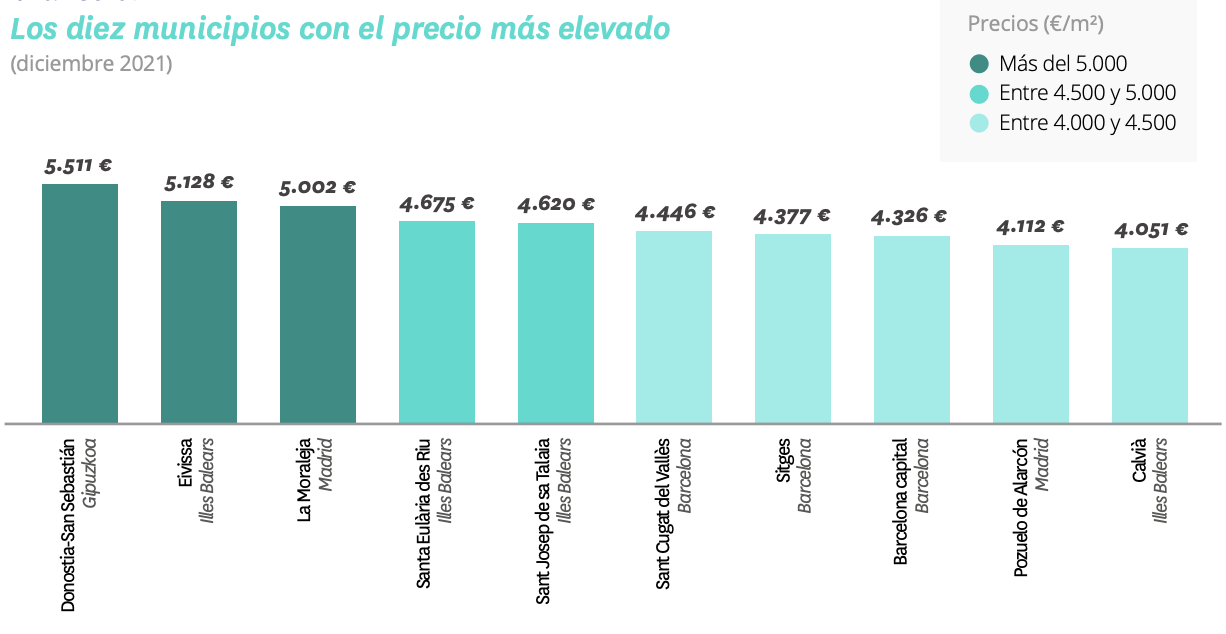 Los diez municipios con el precio más elevado
(diciembre 2021)
Precios (€/m²)
Más del 5.000
Entre 4.500 y 5.000
Entre 4.000 y 4.500
5.511 €
5.128 €
5.002 €
4.675 €
4.620 €
4.446 €
4.377 €
4.326 €
4.112 €
4.051 €
Donostia-San Sebastián
Gipuzkoa
Eivissa
Illes Balears
La Moraleja
Madrid
Santa Eulària des Riu
Illes Balears
Sant Josep de sa Talaia
Illes Balears
Sant Cugat del Vallès
Barcelona
Sitges
Barcelona
Barcelona capital
Barcelona
Pozuelo de Alarcón
Madrid
Calvià
Illes Balears